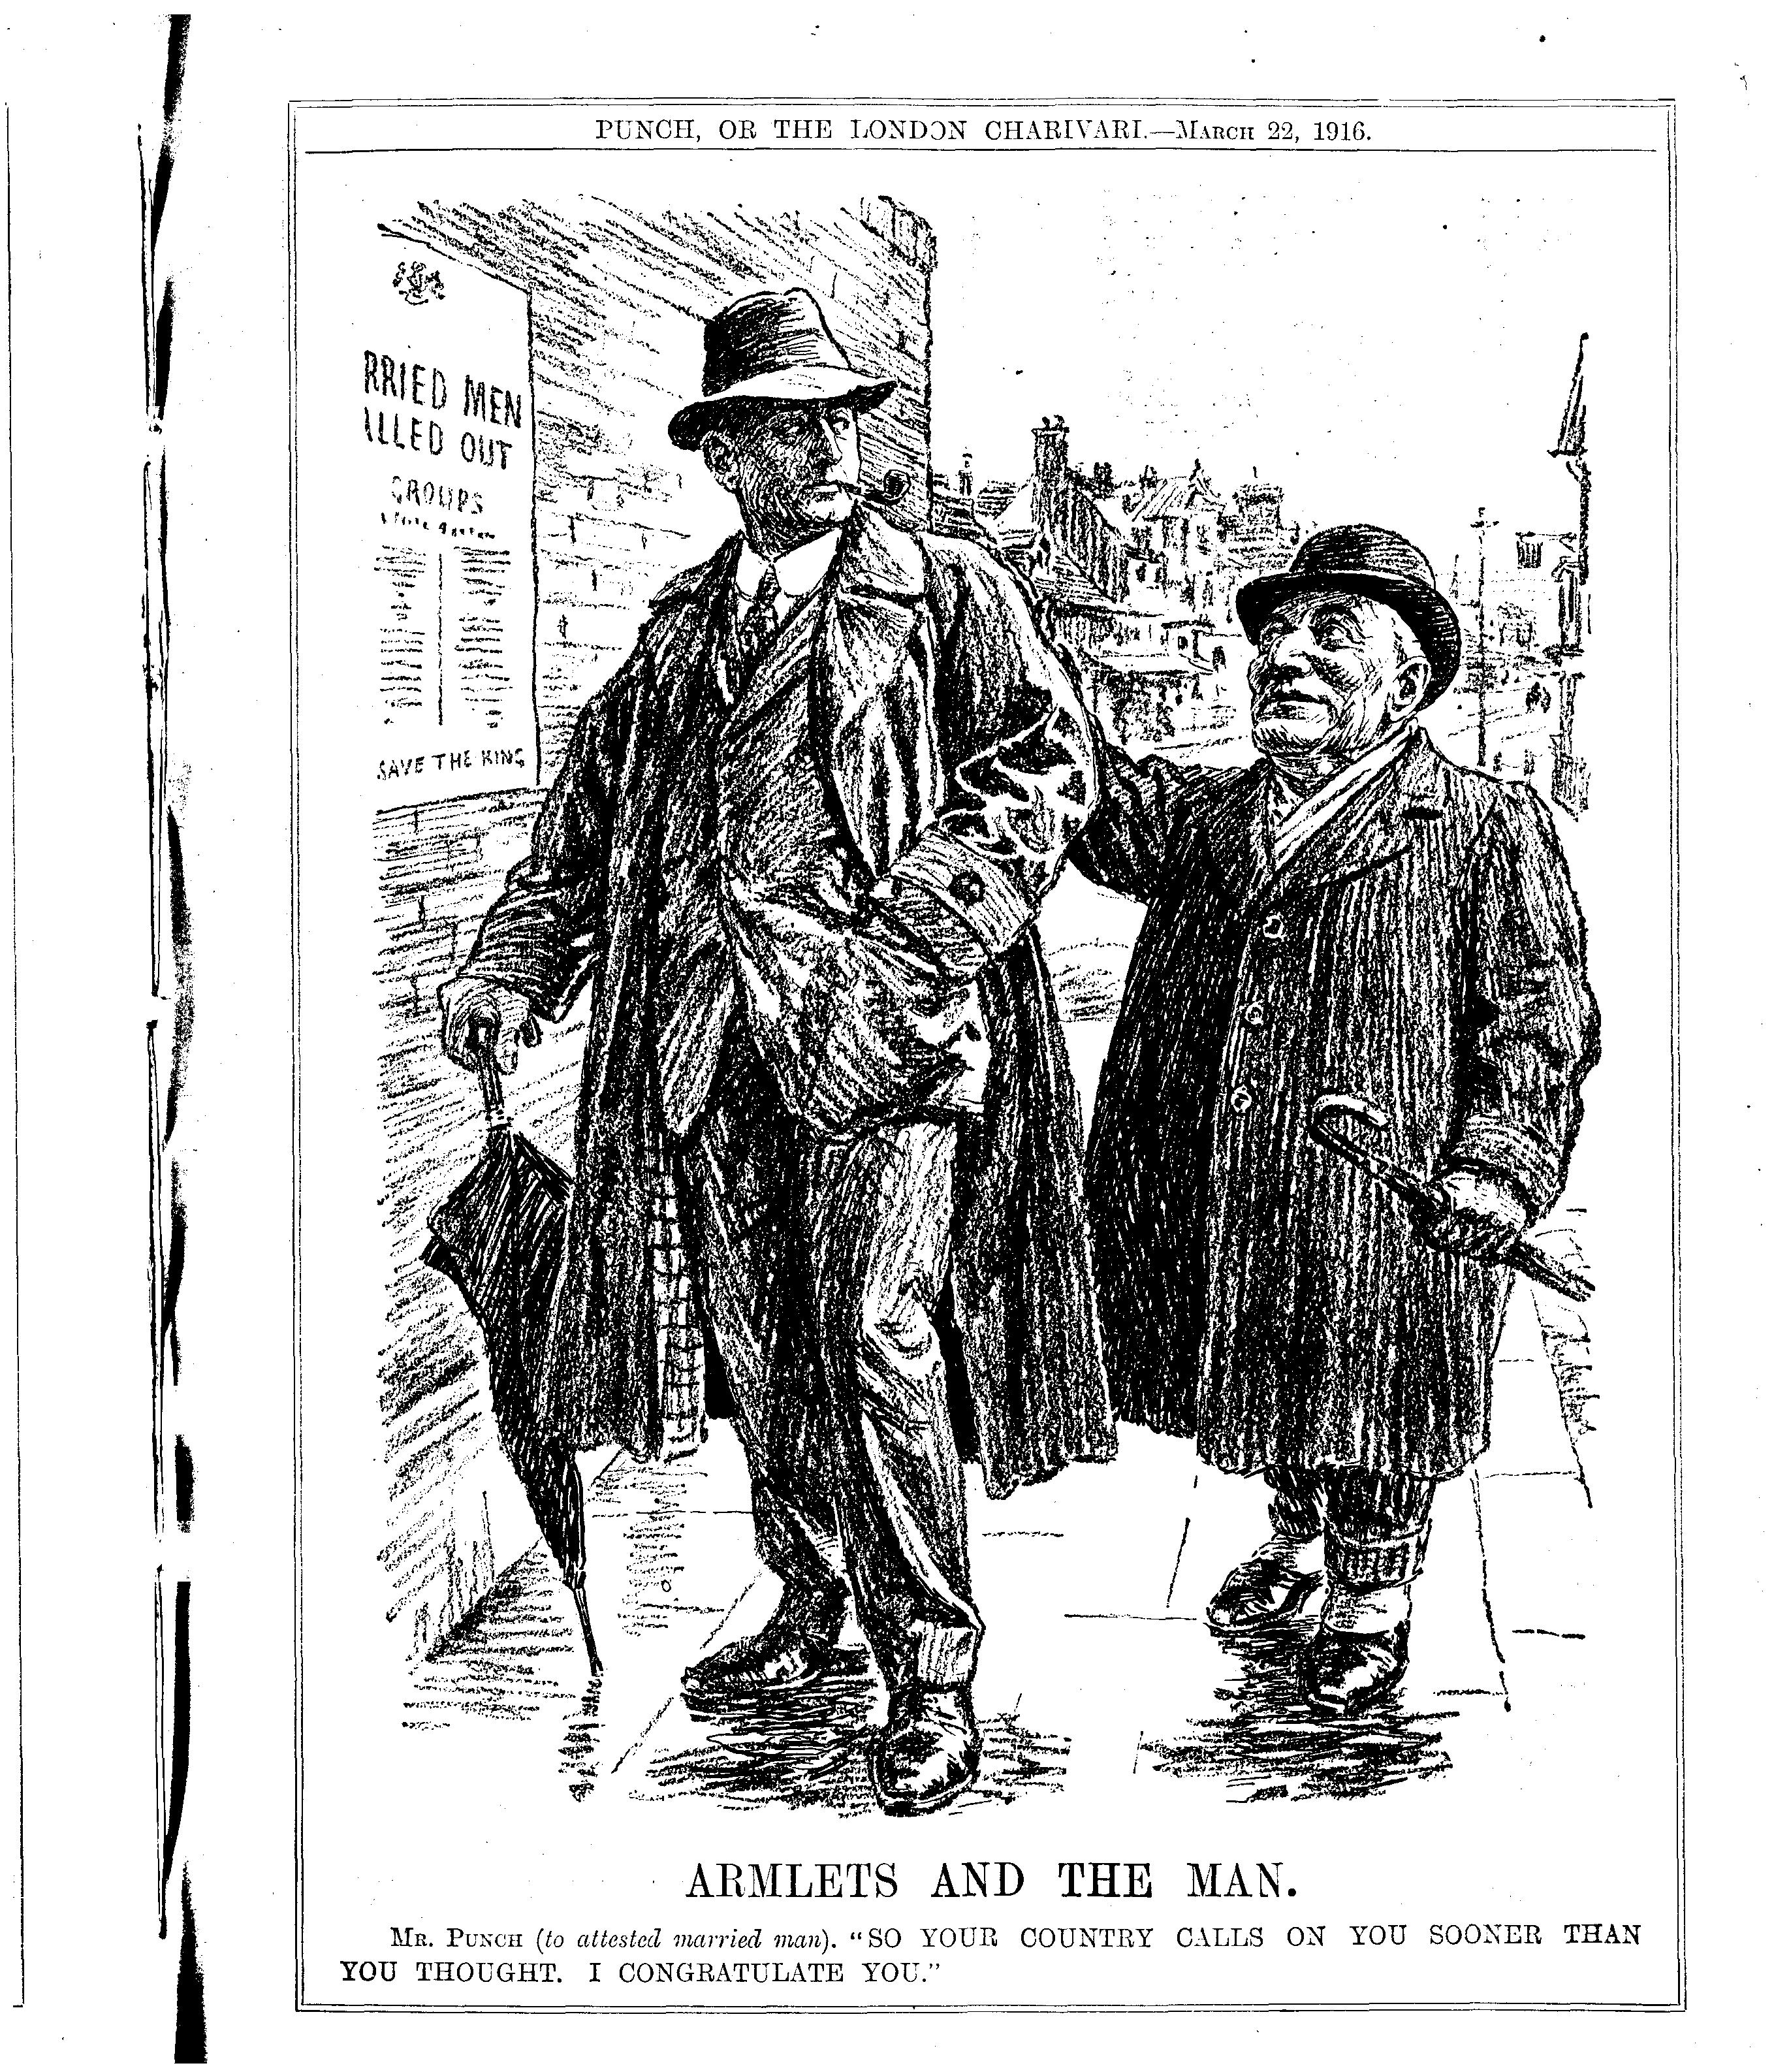 PUNCH, OR THE LONDON CHARIVARI.—MARCH 22, 1916.
RRIED MEN
ALLED OUT
GROUPS
SAVE THE KING
ARMLETS AND THE MAN.
MR. PUNCH (to attested married man). "SO YOUR COUNTRY CALLS ON YOU SOONER THAN
YOU THOUGHT. I CONGRATULATE YOU."